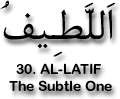 اَللَّطِيفُ
30. AL-LATIF
The Subtle One